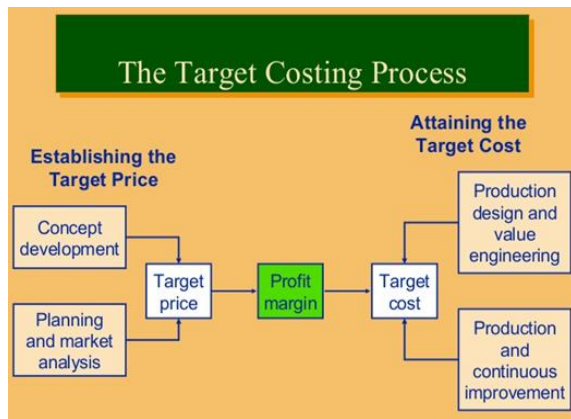 The Target Costing Process
Establishing the
Target Price
Attaining the
Target Cost
Concept
development
Planning
and market
analysis
Target
price
Profit
margin
Target
cost
Production
design and
value
engineering
Production
and
continuous
improvement